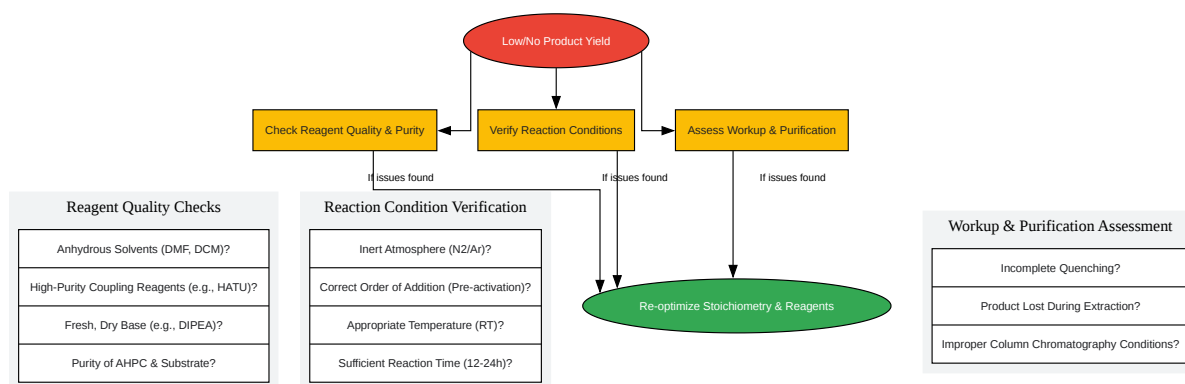 Low/No Product Yield
Check Reagent Quality & Purity
Verify Reaction Conditions
Assess Workup & Purification
If issues found
If issues found
If issues found
Reagent Quality Checks
Anhydrous Solvents (DMF, DCM)?
High-Purity Coupling Reagents (e.g., HATU)?
Fresh, Dry Base (e.g., DIPEA)?
Purity of AHPC & Substrate?
Reaction Condition Verification
Inert Atmosphere (N2/Ar)?
Correct Order of Addition (Pre-activation)?
Appropriate Temperature (RT)?
Sufficient Reaction Time (12-24h)?
Re-optimize Stoichiometry & Reagents
Workup & Purification Assessment
Incomplete Quenching?
Product Lost During Extraction?
Improper Column Chromatography Conditions?